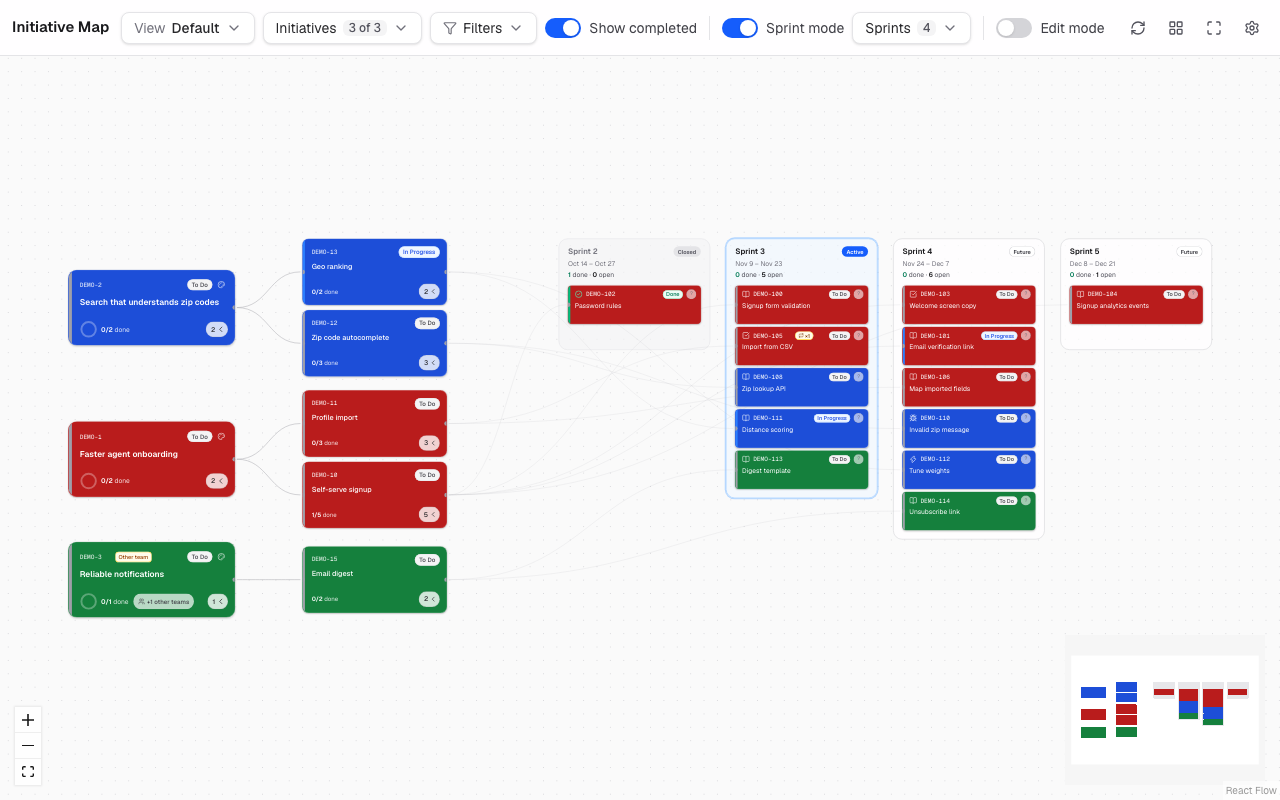 Initiative Map
View Default
Initiatives 3 of 3
Filters
Show completed
Sprint mode
Sprints 4
Edit mode
DEMO-2 To Do
Search that understands zip codes
0/2 done 2
DEMO-1 To Do
Faster agent onboarding
0/2 done 2
DEMO-3 Other team To Do
Reliable notifications
0/1 done +1 other teams 1
DEMO-13 In Progress
Geo ranking
0/2 done 2
DEMO-12 To Do
Zip code autocomplete
0/3 done 3
DEMO-11 To Do
Profile import
0/3 done 3
DEMO-10 To Do
Self-serve signup
1/5 done 5
DEMO-15 To Do
Email digest
0/2 done 2
Sprint 2 Closed
Oct 14 – Oct 27
1 done · 0 open
DEMO-102 Done
Password rules
Sprint 3 Active
Nov 9 – Nov 23
0 done · 5 open
DEMO-100 To Do
Signup form validation
DEMO-105 x1 To Do
Import from CSV
DEMO-108 To Do
Zip lookup API
DEMO-111 In Progress
Distance scoring
DEMO-113 To Do
Digest template
Sprint 4 Future
Nov 24 – Dec 7
0 done · 6 open
DEMO-103 To Do
Welcome screen copy
DEMO-101 In Progress
Email verification link
DEMO-106 To Do
Map imported fields
DEMO-110 To Do
Invalid zip message
DEMO-112 To Do
Tune weights
DEMO-114 To Do
Unsubscribe link
Sprint 5 Future
Dec 8 – Dec 21
0 done · 1 open
DEMO-104 To Do
Signup analytics events
React Flow